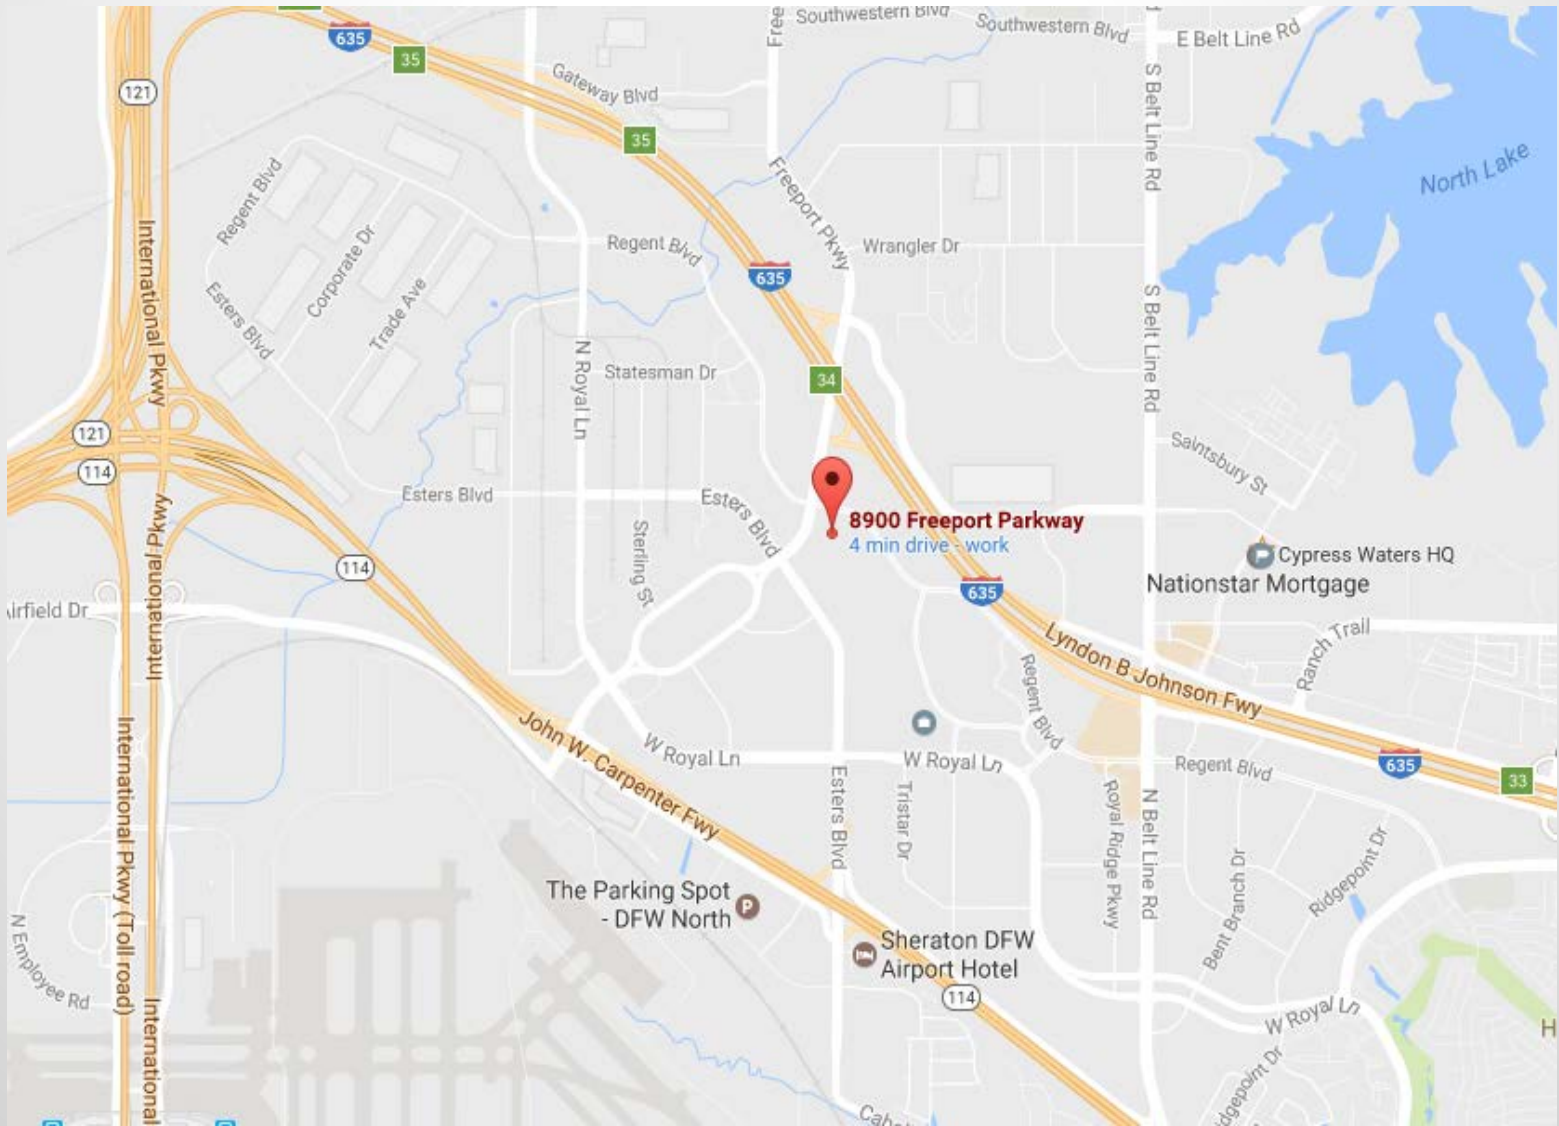 Southwestern Blvd
Southwestern Blvd
E Belt Line Rd
Free
635
35
121
Gateway Blvd
35
S Belt Line Rd
North Lake
Regent Blvd
Freeport Pkwy
International Pkwy
Corporate Dr
Regent Blvd
Wrangler Dr
635
Esters Blvd
Trade Ave
S Belt Line Rd
N Royal Ln
Statesman Dr
34
121
114
Saintsbury St
Esters Blvd
Esters Blvd
8900 Freeport Parkway
4 min drive - work
International Pkwy
Sterling St
114
Cypress Waters HQ
Nationstar Mortgage
635
irfield Dr
Lyndon B Johnson Fwy
Ranch Trail
Regent Blvd
John W. Carpenter Fwy
W Royal Ln
W Royal Ln
Regent Blvd
635
33
International Pkwy (Toll road)
Esters Blvd
Tristar Dr
Royal Ridge Pkwy
N Belt Line Rd
Bent Branch Dr
Ridgepoint Dr
The Parking Spot
- DFW North
P
N Employee Rd
Sheraton DFW
Airport Hotel
114
International
W Royal Ln
H
idgepoint Dr